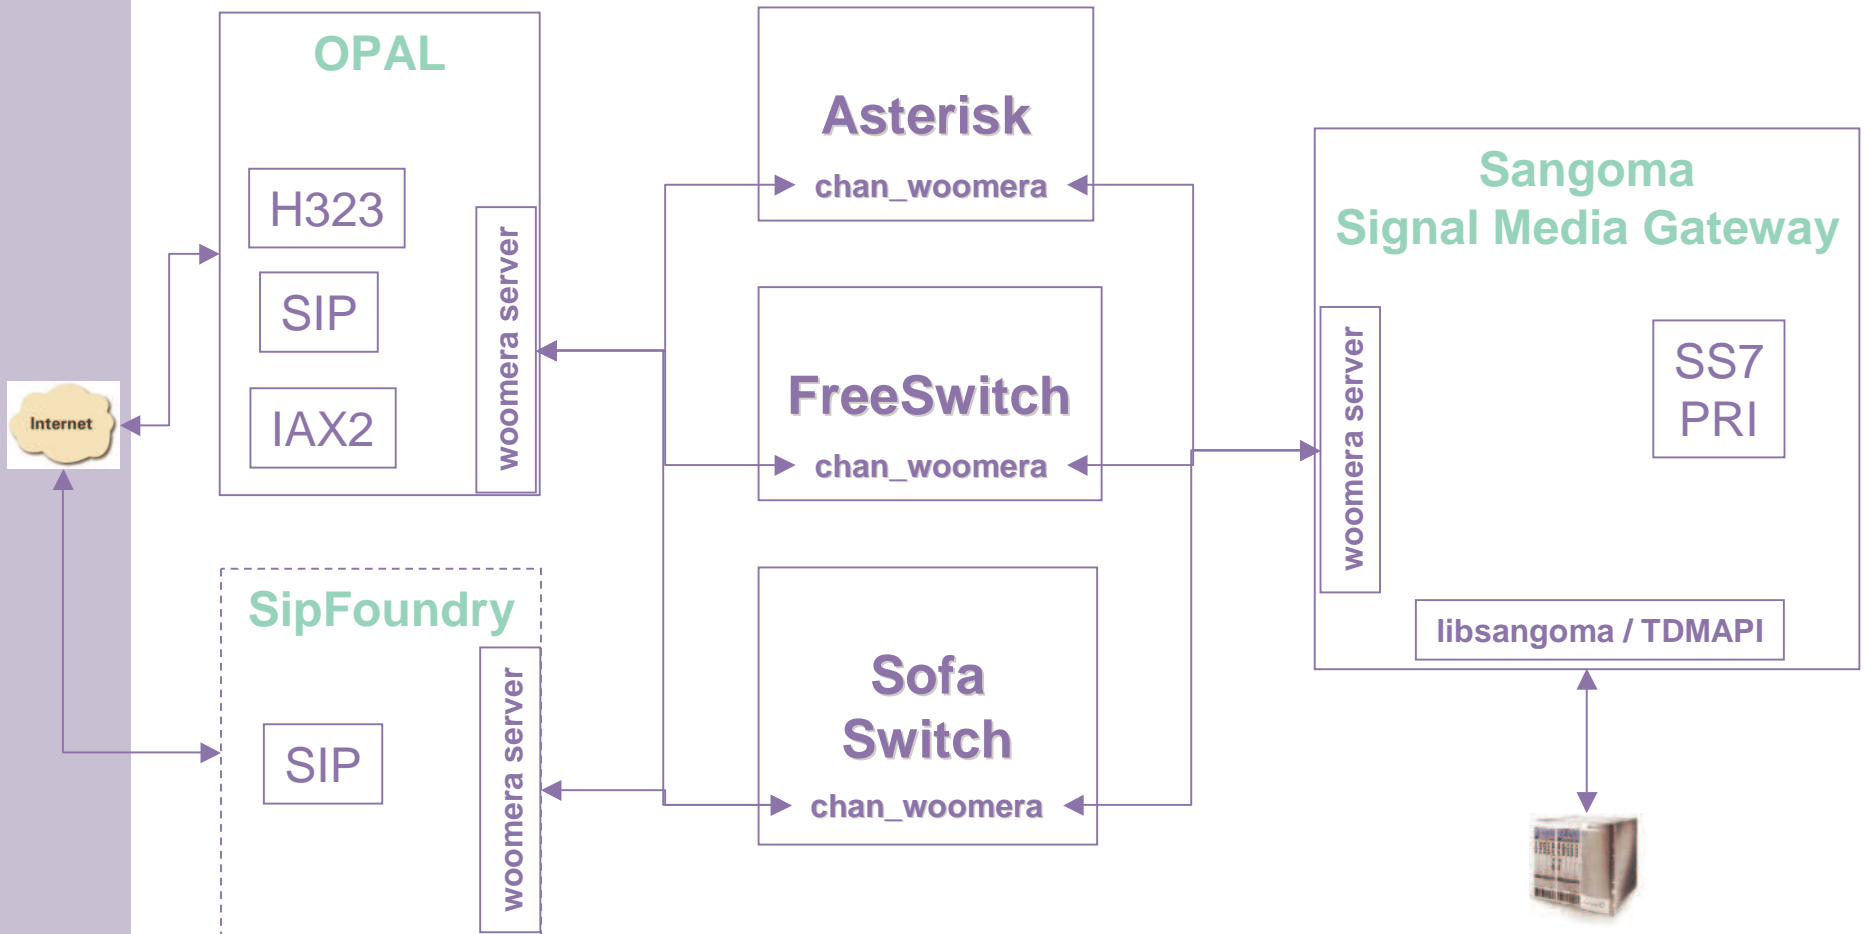 OPAL
H323
SIP
IAX2
woomera server
Internet
SipFoundry
SIP
woomera server
Asterisk
chan_woomera
FreeSwitch
chan_woomera
Sofa
Switch
chan_woomera
Sangoma
Signal Media Gateway
woomera server
SS7
PRI
libsangoma / TDMAPI